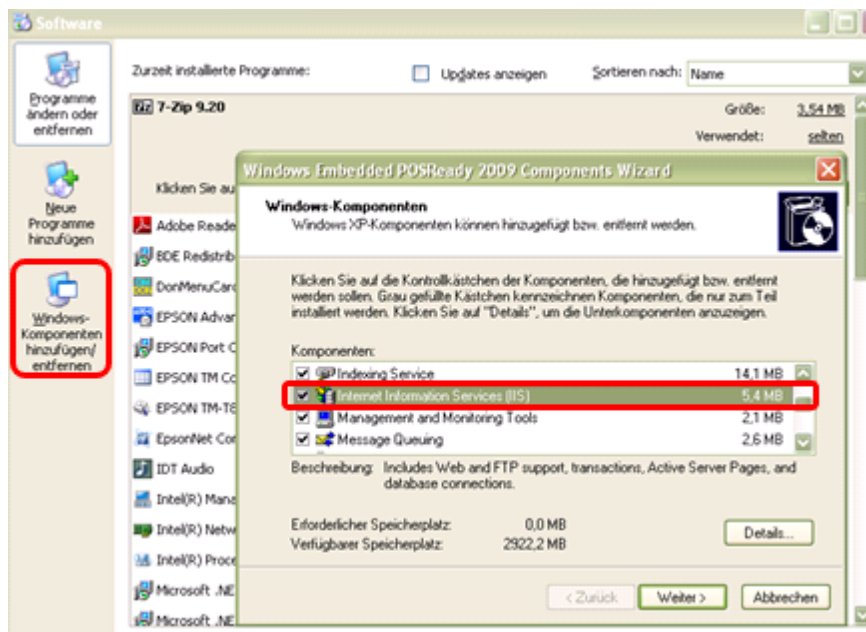 Software
Zurzeit installierte Programme:
Updates anzeigen
Sortieren nach: Name
Programme
ändern oder
entfernen
7-Zip 9.20
Größe: 3,54 MB
Verwendet: selten
Klicken Sie au
Neue
Programme
hinzufügen
Adobe Reade
BDE Redistrib
DonMenuCard
EPSON Advar
EPSON Port C
EPSON TM Co
EPSON TM-T8
EpsonNet Con
IDT Audio
Intel(R) Mana
Intel(R) Netw
Intel(R) Proce
Microsoft .NE
Microsoft .NE
Windows-
Komponenten
hinzufügen/
entfernen
Windows Embedded POSReady 2009 Components Wizard
Windows-Komponenten
Windows XP-Komponenten können hinzugefügt bzw. entfernt werden.
Klicken Sie auf die Kontrollkästchen der Komponenten, die hinzugefügt bzw. entfernt
werden sollen. Grau gefüllte Kästchen kennzeichnen Komponenten, die nur zum Teil
installiert werden. Klicken Sie auf "Details", um die Unterkomponenten anzuzeigen.
Komponenten:
Indexing Service 14,1 MB
Internet Information Services (IIS) 5,4 MB
Management and Monitoring Tools 2,1 MB
Message Queuing 2,6 MB
Beschreibung: Includes Web and FTP support, transactions, Active Server Pages, and
database connections.
Erforderlicher Speicherplatz: 0,0 MB
Verfügbarer Speicherplatz: 2922,2 MB
Details...
< Zurück
Weiter >
Abbrechen